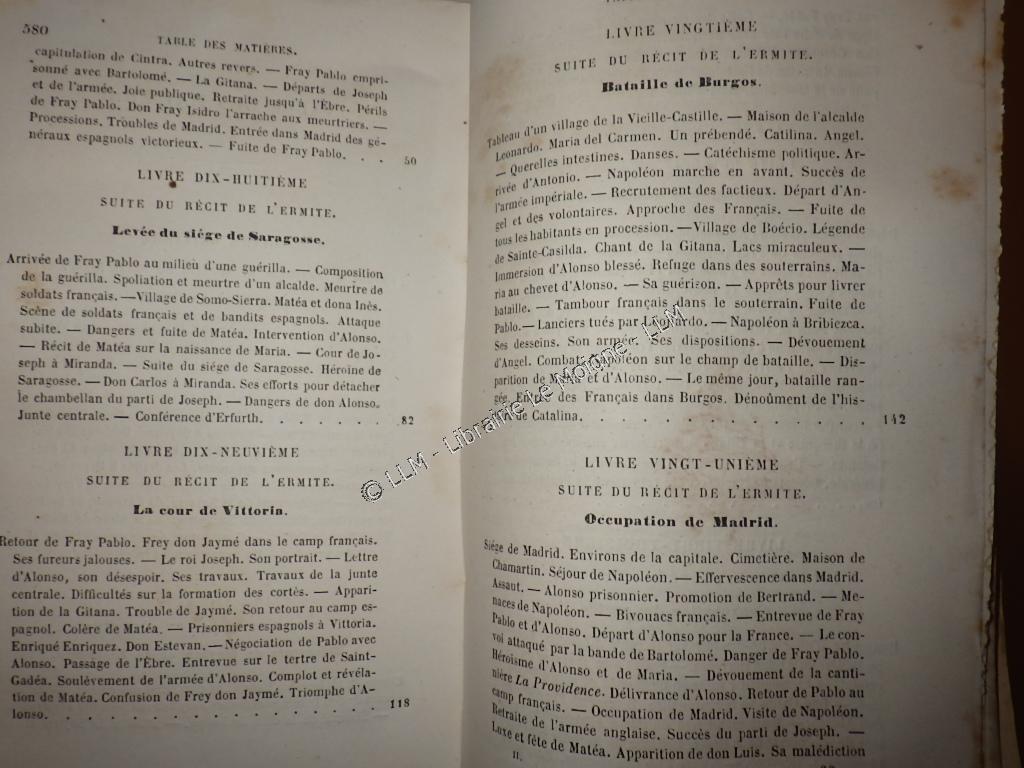 580
TABLE DES MATIÈRES.
capitulation de Cintra. Autres revers. — Fray Pablo empri-
sonné avec Bartolomé. — La Gitana. — Départs de Joseph
et de l'armée. Joie publique. Retraite jusqu'à l'Èbre. Périls
de Fray Pablo. Don Fray Isidro l'arrache aux meurtriers. —
Processions. Troubles de Madrid. Entrée dans Madrid des gé-
néraux espagnols victorieux. — Fuite de Fray Pablo. . . 50
LIVRE DIX-HUITIÈME
SUITE DU RÉCIT DE L'ERMITE.
Levée du siége de Saragosse.
Arrivée de Fray Pablo au milieu d'une guérilla. — Composition
de la guérilla. Spoliation et meurtre d'un alcalde. Meurtre de
soldats français. — Village de Somo-Sierra. Matéa et dona Inès.
Scène de soldats français et de bandits espagnols. Attaque
subite. — Dangers et fuite de Matéa. Intervention d'Alonso.
— Récit de Matéa sur la naissance de Maria. — Cour de Jo-
seph à Miranda. — Suite du siége de Saragosse. Héroïne de
Saragosse. — Don Carlos à Miranda. Ses efforts pour détacher
le chambellan du parti de Joseph. — Dangers de don Alonso.
Junte centrale. — Conférence d'Erfurth. . . . . . . 82
LIVRE DIX-NEUVIÈME
SUITE DU RÉCIT DE L'ERMITE.
La cour de Vittoria.
Retour de Fray Pablo. Frey don Jaymé dans le camp français.
Ses fureurs jalouses. — Le roi Joseph. Son portrait. — Lettre
d'Alonso, son désespoir. Ses travaux. Travaux de la junte
centrale. Difficultés sur la formation des cortès. — Appari-
tion de la Gitana. Trouble de Jaymé. Son retour au camp es-
pagnol. Colère de Matéa. — Prisonniers espagnols à Vittoria.
Enriqué Enriquez. Don Estevan. — Négociation de Pablo avec
Alonso. Passage de l'Èbre. Entrevue sur le tertre de Saint-
Gadéa. Soulèvement de l'armée d'Alonso. Complot et révéla-
tion de Matéa. Confusion de Frey don Jaymé. Triomphe d'A-
lonso. . . . . . . . . . . . . . . . . 118
LIVRE VINGTIÈME
SUITE DU RÉCIT DE L'ERMITE.
Bataille de Burgos.
Tableau d'un village de la Vieille-Castille. — Maison de l'alcalde
Leonardo. Maria del Carmen. Un prébendé. Catilina. Angel.
— Querelles intestines. Danses. — Catéchisme politique. Ar-
rivée d'Antonio. — Napoléon marche en avant. Succès de
l'armée impériale. — Recrutement des factieux. Départ d'An-
gel et des volontaires. Approche des Français. — Fuite de
tous les habitants en procession. — Village de Boécio. Légende
de Sainte-Casilda. Chant de la Gitana. Lacs miraculeux. —
Immersion d'Alonso blessé. Refuge dans des souterrains. Ma-
ria au chevet d'Alonso. — Sa guérison. — Apprêts pour livrer
bataille. — Tambour français dans le souterrain. Fuite de
Pablo. — Lanciers tués par Léonardo. — Napoléon à Bribiezca.
Ses desseins. Son armée. Ses dispositions. — Dévouement
d'Angel. Combat. Napoléon sur le champ de bataille. — Dis-
parition de et d'Alonso. — Le même jour, bataille ran-
gée. Entrée des Français dans Burgos. Dénoûment de l'his-
de Catalina. . . . . . . . . . . . . . 142
LIVRE VINGT-UNIÈME
SUITE DU RÉCIT DE L'ERMITE.
Occupation de Madrid.
Siége de Madrid. Environs de la capitale. Cimetière. Maison de
Chamartin. Séjour de Napoléon. — Effervescence dans Madrid.
Assaut. — Alonso prisonnier. Promotion de Bertrand. — Me-
naces de Napoléon. — Bivouacs français. — Entrevue de Fray
Pablo et d'Alonso. Départ d'Alonso pour la France. — Le con-
voi attaqué par la bande de Bartolomé. Danger de Fray Pablo.
Héroïsme d'Alonso et de Maria. — Dévouement de la canti-
nière La Providence. Délivrance d'Alonso. Retour de Pablo au
camp français. — Occupation de Madrid. Visite de Napoléon.
Retraite de l'armée anglaise. Succès du parti de Joseph. —
Luxe et fête de Matéa. Apparition de don Luis. Sa malédiction
II.
© LLM - Librairie Le Moigne - LLM